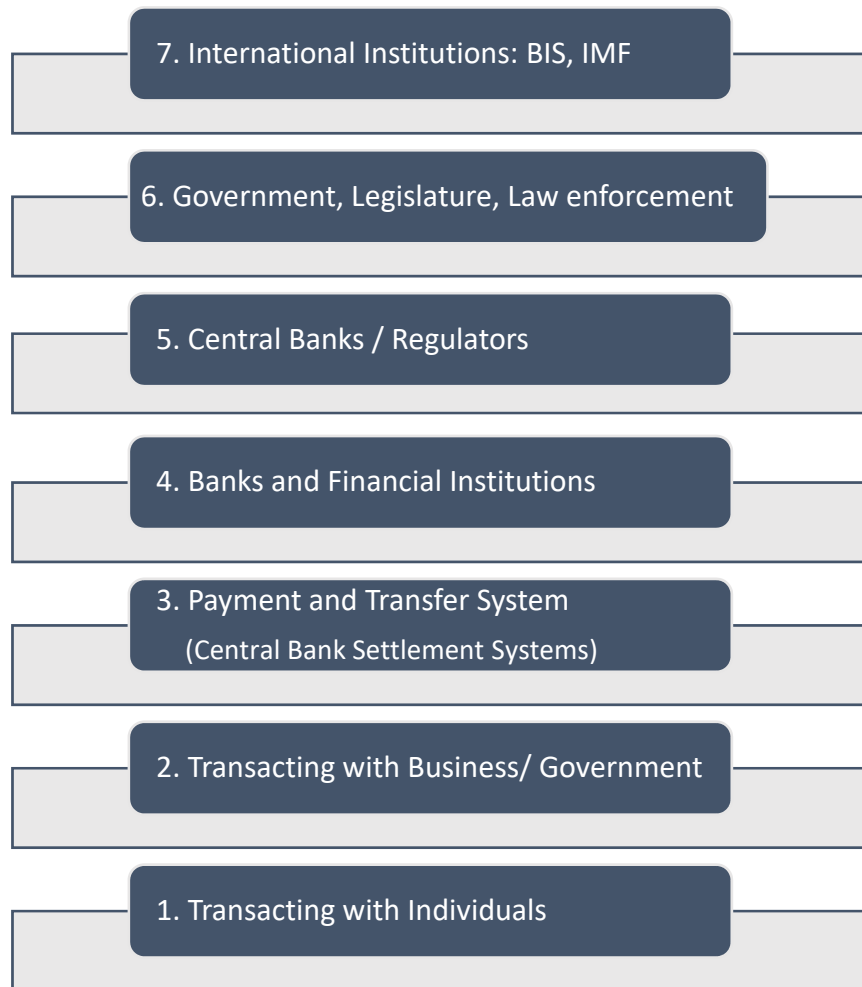 7. International Institutions: BIS, IMF
6. Government, Legislature, Law enforcement
5. Central Banks / Regulators
4. Banks and Financial Institutions
3. Payment and Transfer System
(Central Bank Settlement Systems)
2. Transacting with Business/ Government
1. Transacting with Individuals